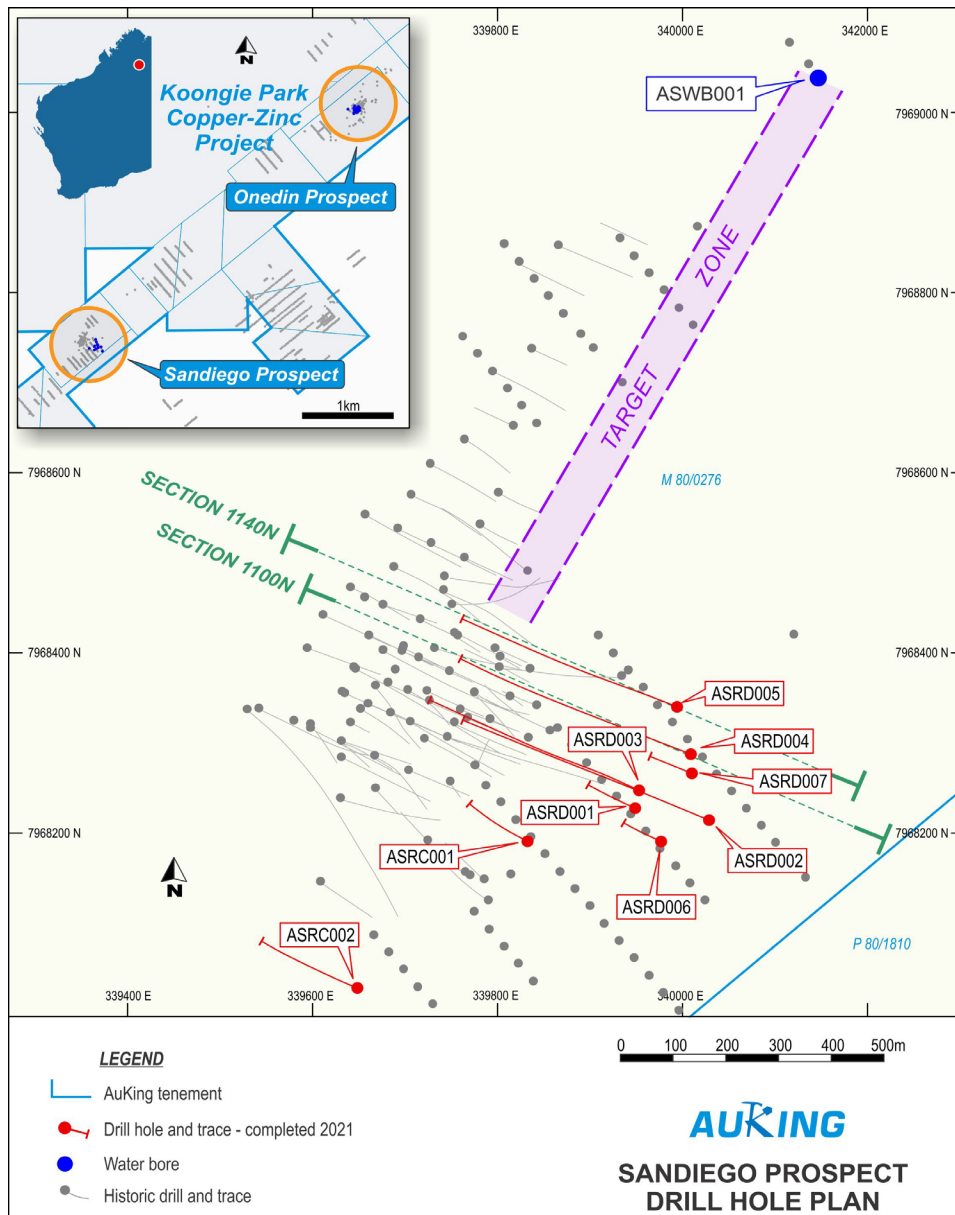 339800 E
340000 E
342000 E
N
Koongie Park
Copper-Zinc
Project
Onedin Prospect
Sandiego Prospect
1km
ASWB001
7969000 N
7968800 N
TARGET ZONE
7968600 N
M 80/0276
SECTION 1140N
SECTION 1100N
7968400 N
ASRD005
ASRD003
ASRD004
ASRD007
ASRD001
7968200 N
7968200 N
ASRC001
ASRD002
N
ASRD006
ASRC002
P 80/1810
339400 E
339600 E
339800 E
340000 E
0 100 200 300 400 500m
LEGEND
AuKing tenement
Drill hole and trace - completed 2021
Water bore
Historic drill and trace
AUKING
SANDIEGO PROSPECT
DRILL HOLE PLAN